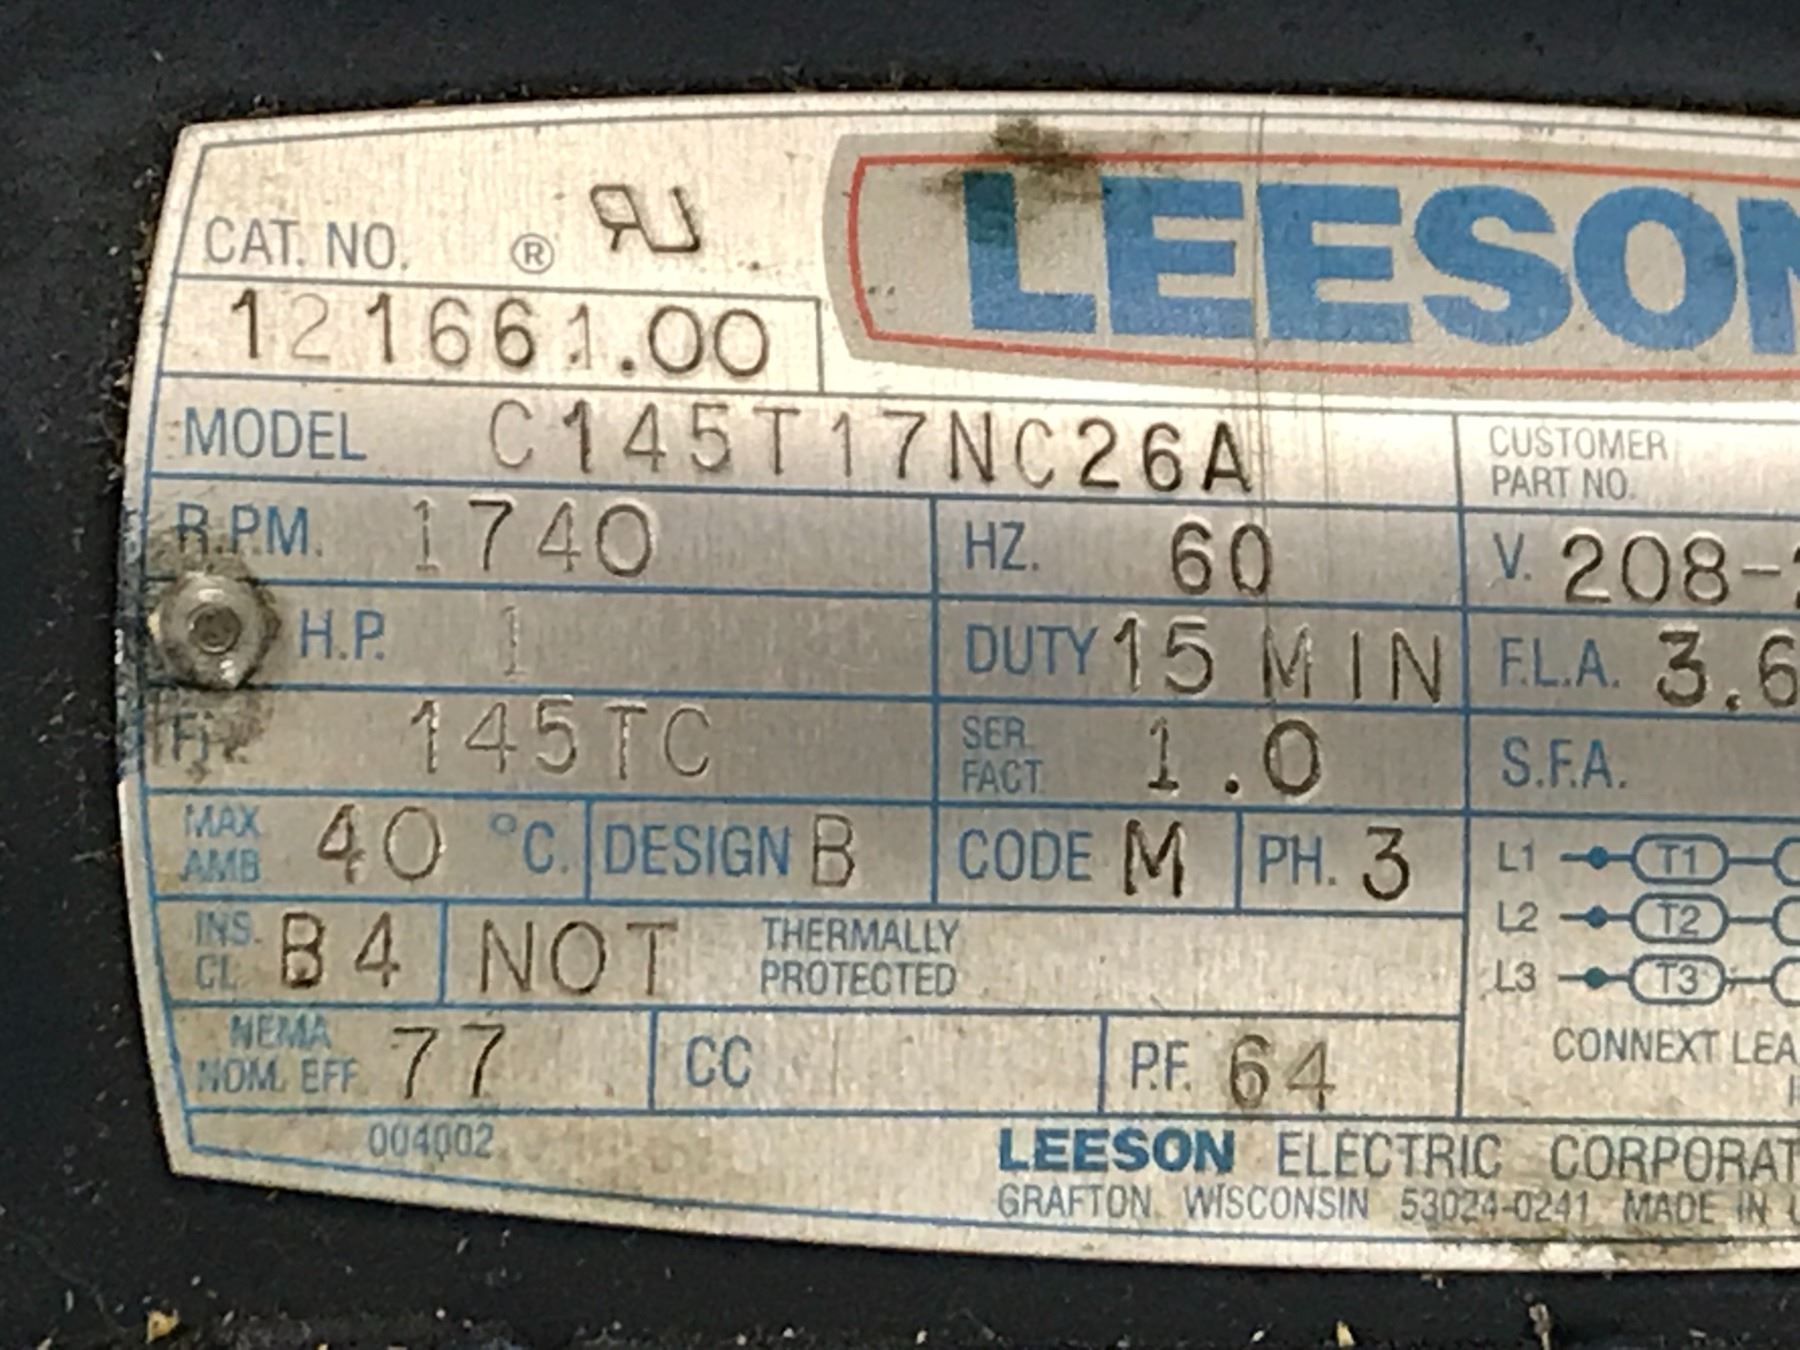 LEESON
CAT. NO. ® RU
121661.00
MODEL C145T17NC26A CUSTOMER PART NO.
R.P.M. 1740 HZ. 60 V. 208-
H.P. 1 DUTY 15 MIN F.L.A. 3.6
145TC SER. FACT. 1.0 S.F.A.
MAX AMB 40 °C. DESIGN B CODE M PH. 3
L1 T1
L2 T2
L3 T3
INS. CL. B4 NOT THERMALLY PROTECTED
NEMA NOM. EFF. 77 CC P.F. 64
CONNEXT
004002
LEESON ELECTRIC
GRAFTON, WISCONSIN 53024-0241 MADE IN